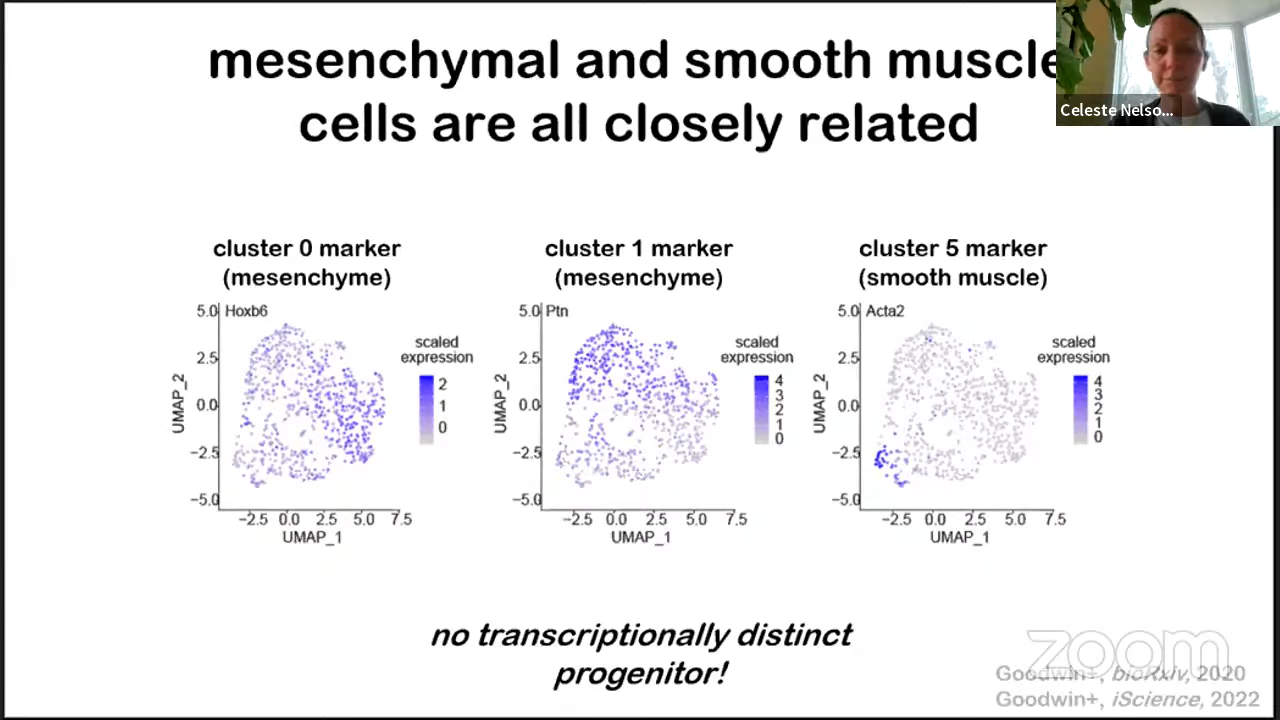 mesenchymal and smooth muscle
cells are all closely related
Celeste Nelso...
cluster 0 marker
(mesenchyme)
cluster 1 marker
(mesenchyme)
cluster 5 marker
(smooth muscle)
5.0 Hoxb6
2.5
0.0
−2.5
−5.0
UMAP_2
−2.5 0.0 2.5 5.0 7.5
UMAP_1
scaled
expression
2
1
0
5.0 Ptn
2.5
0.0
−2.5
−5.0
UMAP_2
−2.5 0.0 2.5 5.0 7.5
UMAP_1
scaled
expression
4
3
2
1
0
5.0 Acta2
2.5
0.0
−2.5
−5.0
UMAP_2
−2.5 0.0 2.5 5.0 7.5
UMAP_1
scaled
expression
4
3
2
1
0
no transcriptionally distinct
progenitor!
zoom
Goodwin+, bioRxiv, 2020
Goodwin+, iScience, 2022